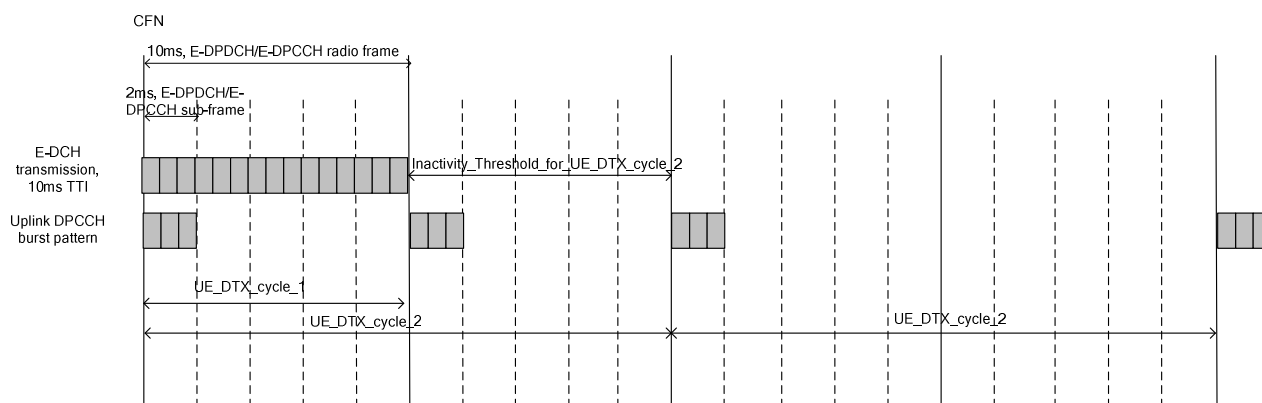 CFN
10ms, E-DPDCH/E-DPCCH radio frame
2ms, E-DPDCH/E-
DPCCH sub-frame
E-DCH
transmission,
10ms TTI
Inactivity_Threshold_for_UE_DTX_cycle_2
Uplink DPCCH
burst pattern
UE_DTX_cycle_1
UE_DTX_cycle_2
UE_DTX_cycle_2